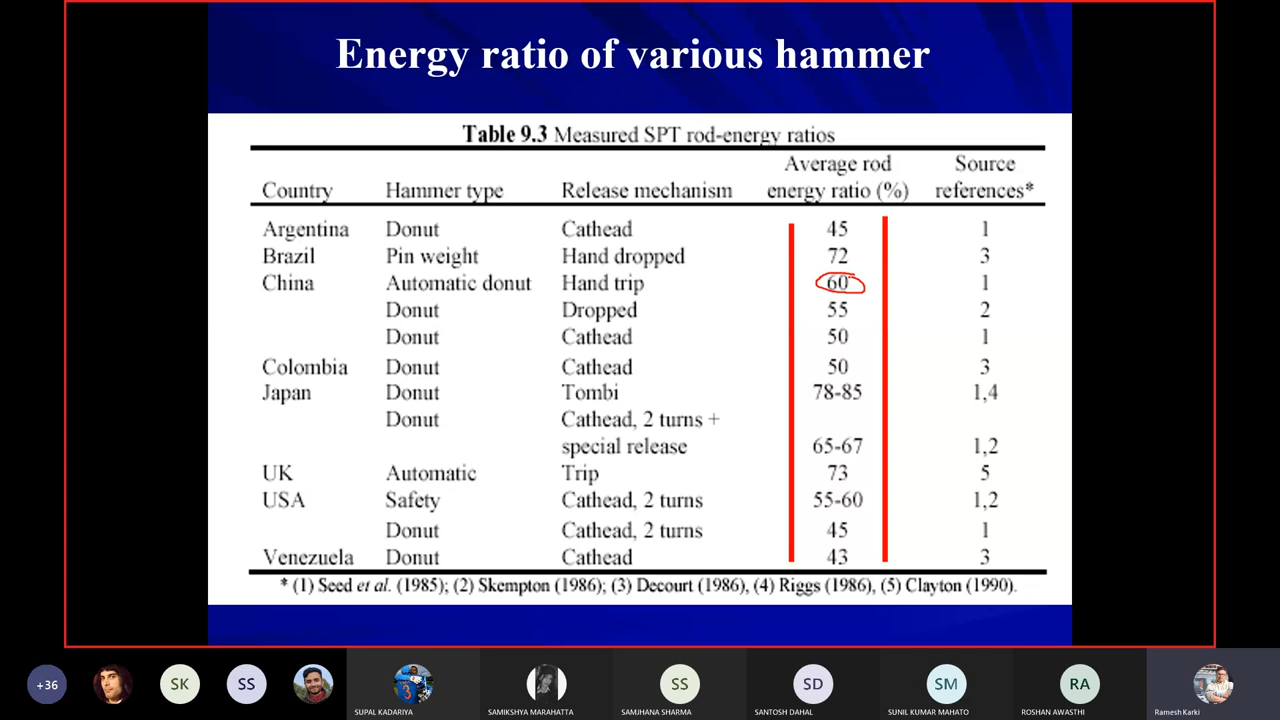 Energy ratio of various hammer
Table 9.3 Measured SPT rod-energy ratios
Average rod Source
Country Hammer type Release mechanism energy ratio (%) references*
Argentina Donut Cathead 45 1
Brazil Pin weight Hand dropped 72 3
China Automatic donut Hand trip 60 1
Donut Dropped 55 2
Donut Cathead 50 1
Colombia Donut Cathead 50 3
Japan Donut Tombi 78-85 1,4
Donut Cathead, 2 turns +
special release 65-67 1,2
UK Automatic Trip 73 5
USA Safety Cathead, 2 turns 55-60 1,2
Donut Cathead, 2 turns 45 1
Venezuela Donut Cathead 43 3
* (1) Seed et al. (1985); (2) Skempton (1986); (3) Decourt (1986), (4) Riggs (1986), (5) Clayton (1990).
+36 SK SS SS SD SM RA
SUPAL KADARIYA SAMIKSHYA MARAHATTA SAMJHANA SHARMA SANTOSH DAHAL SUNIL KUMAR MAHATO ROSHAN AWASTHI Ramesh Karki